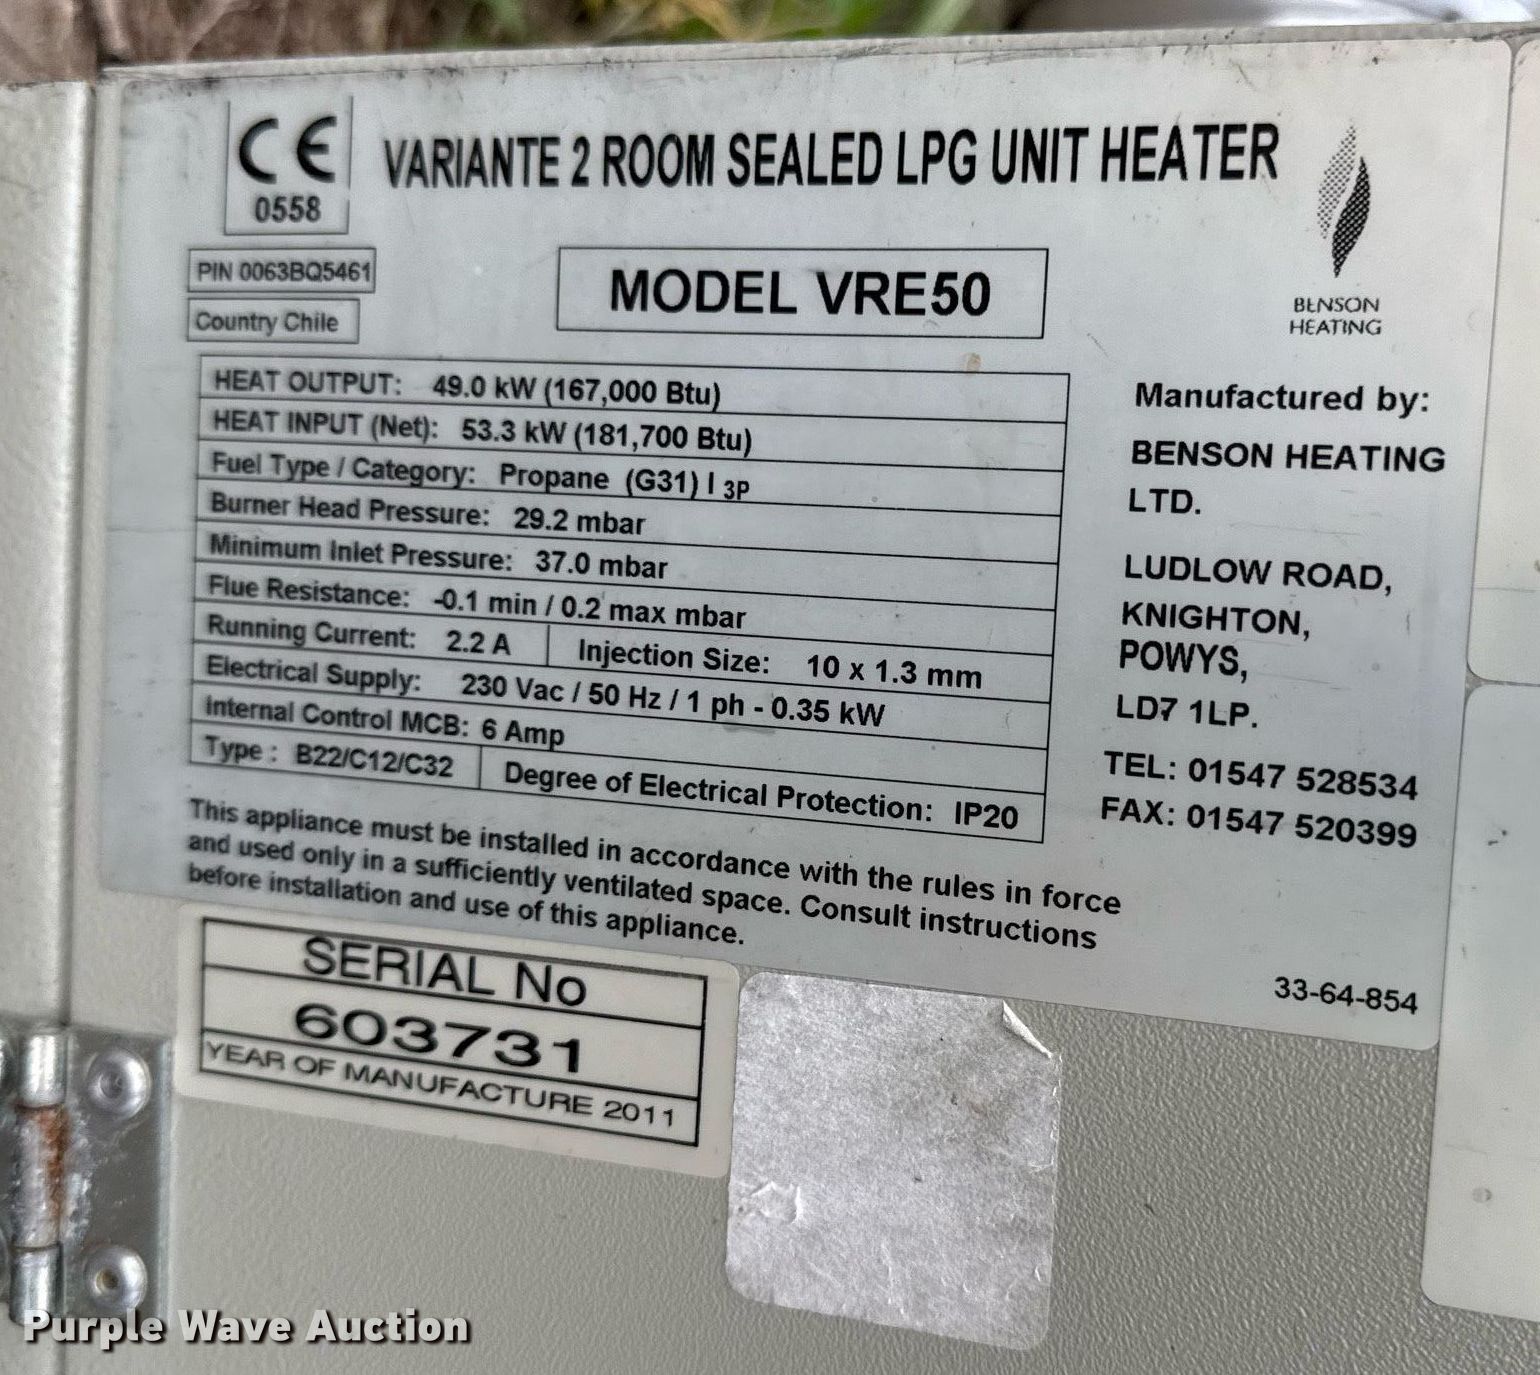 CE
0558
VARIANTE 2 ROOM SEALED LPG UNIT HEATER
PIN 0063BQ5461
Country Chile
MODEL VRE50
BENSON
HEATING
HEAT OUTPUT: 49.0 kW (167,000 Btu)
HEAT INPUT (Net): 53.3 kW (181,700 Btu)
Fuel Type / Category: Propane (G31) I 3P
Burner Head Pressure: 29.2 mbar
Minimum Inlet Pressure: 37.0 mbar
Flue Resistance: -0.1 min / 0.2 max mbar
Running Current: 2.2 A Injection Size: 10 x 1.3 mm
Electrical Supply: 230 Vac / 50 Hz / 1 ph - 0.35 kW
Internal Control MCB: 6 Amp
Type : B22/C12/C32 Degree of Electrical Protection: IP20
Manufactured by:
BENSON HEATING
LTD.
LUDLOW ROAD,
KNIGHTON,
POWYS,
LD7 1LP.
TEL: 01547 528534
FAX: 01547 520399
This appliance must be installed in accordance with the rules in force
and used only in a sufficiently ventilated space. Consult instructions
before installation and use of this appliance.
33-64-854
SERIAL No
603731
YEAR OF MANUFACTURE 2011
Purple Wave Auction